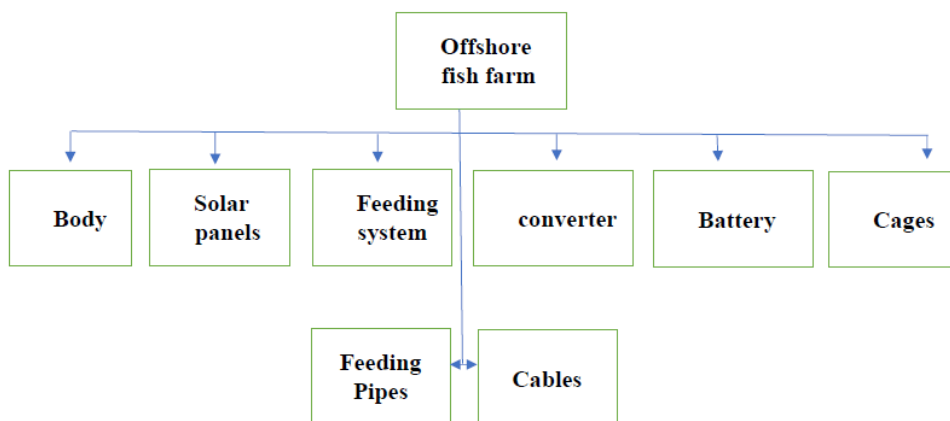 Offshore
fish farm
Body
Solar
panels
Feeding
system
converter
Battery
Cages
Feeding
Pipes
Cables